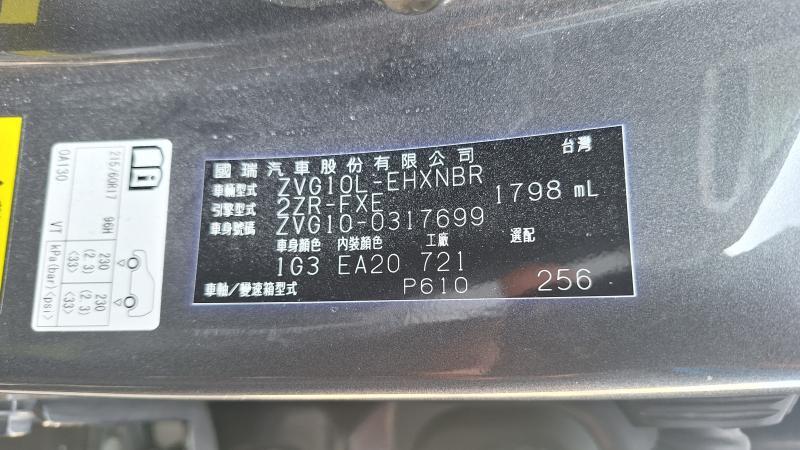 國瑞汽車股份有限公司 台灣
車輛型式 ZVG10L-EHXNBR
引擎型式 2ZR-FXE 1798 mL
車身號碼 ZVG10-0317699
車身顏色 內裝顏色 工廠 選配
1G3 EA20 721
車軸/變速箱型式 P610 256
215/60R17 96H 230 (2.3) (33) 230 (2.3) (33)
0A130 VT kPa(bar)<psi>